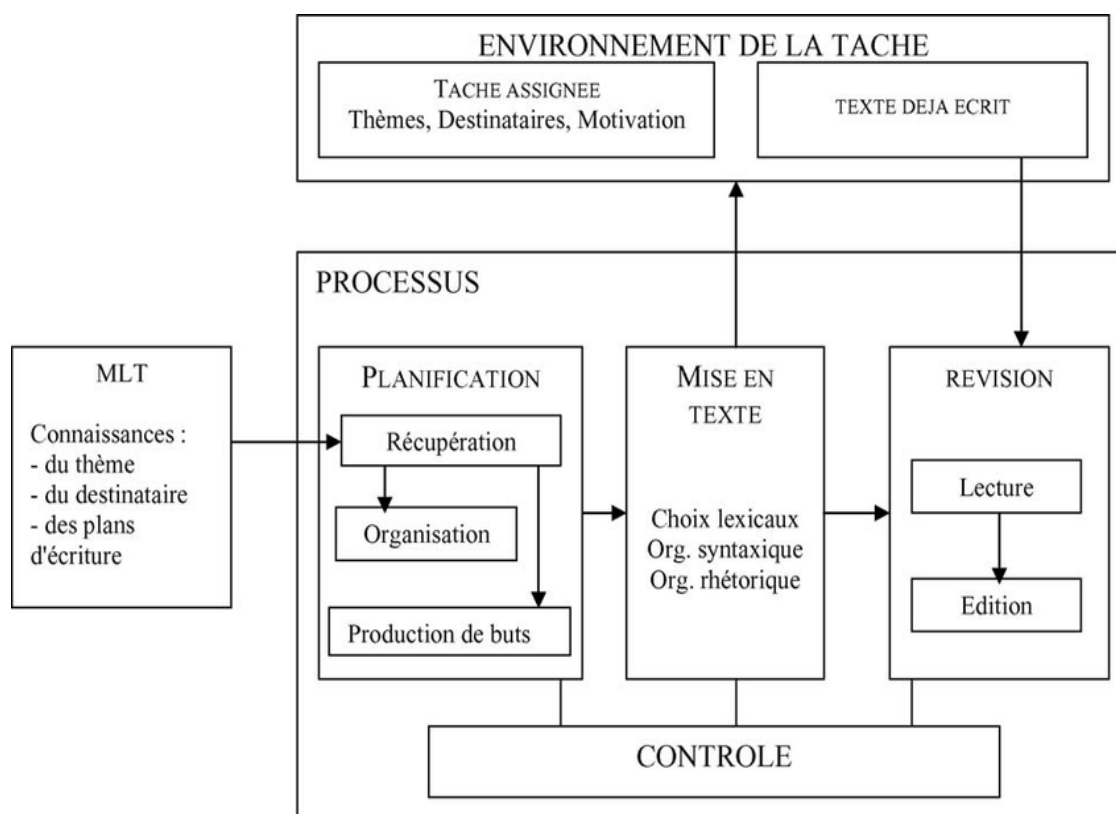 ENVIRONNEMENT DE LA TACHE
TACHE ASSIGNEE
Thèmes, Destinataires, Motivation
TEXTE DEJA ECRIT
PROCESSUS
MLT
Connaissances :
- du thème
- du destinataire
- des plans
d'écriture
PLANIFICATION
Récupération
Organisation
Production de buts
MISE EN
TEXTE
Choix lexicaux
Org. syntaxique
Org. rhétorique
REVISION
Lecture
Edition
CONTROLE